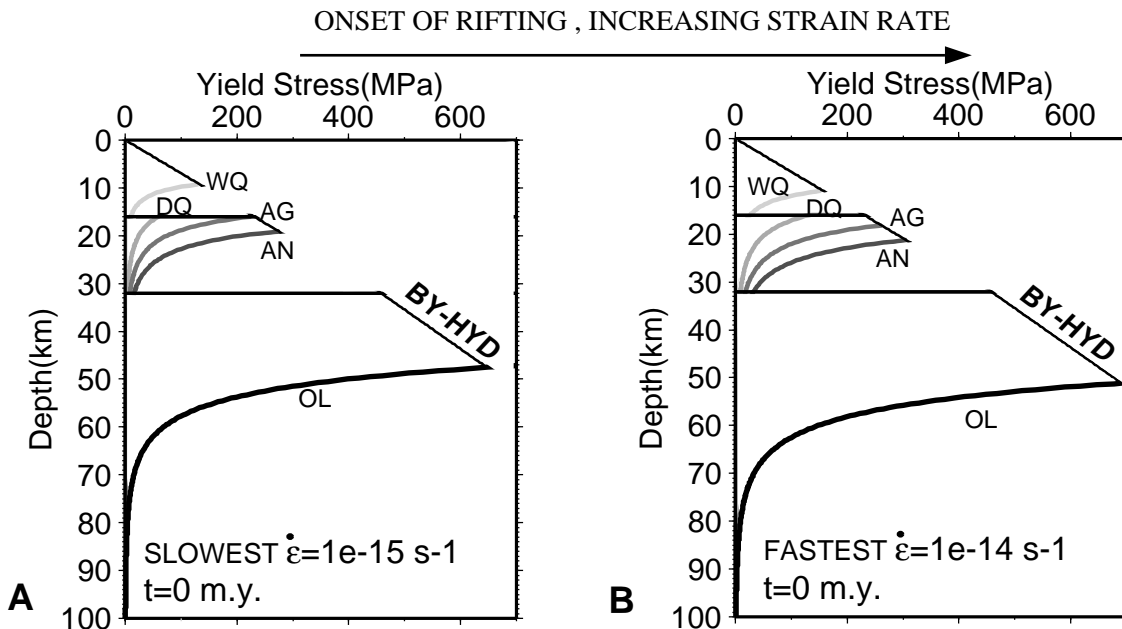 ONSET OF RIFTING , INCREASING STRAIN RATE
Yield Stress(MPa)
0 200 400 600
0
10
20
30
40
50
60
70
80
90
100
Depth(km)
WQ
DQ
AG
AN
BY-HYD
OL
SLOWEST ε̇=1e-15 s-1
t=0 m.y.
A
Yield Stress(MPa)
0 200 400 600
0
10
20
30
40
50
60
70
80
90
100
Depth(km)
WQ
DQ
AG
AN
BY-HYD
OL
FASTEST ε̇=1e-14 s-1
t=0 m.y.
B